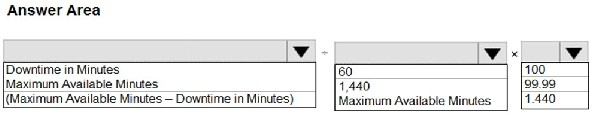 Answer Area
÷
×
Downtime in Minutes
Maximum Available Minutes
(Maximum Available Minutes – Downtime in Minutes)
60
1,440
Maximum Available Minutes
100
99.99
1.440